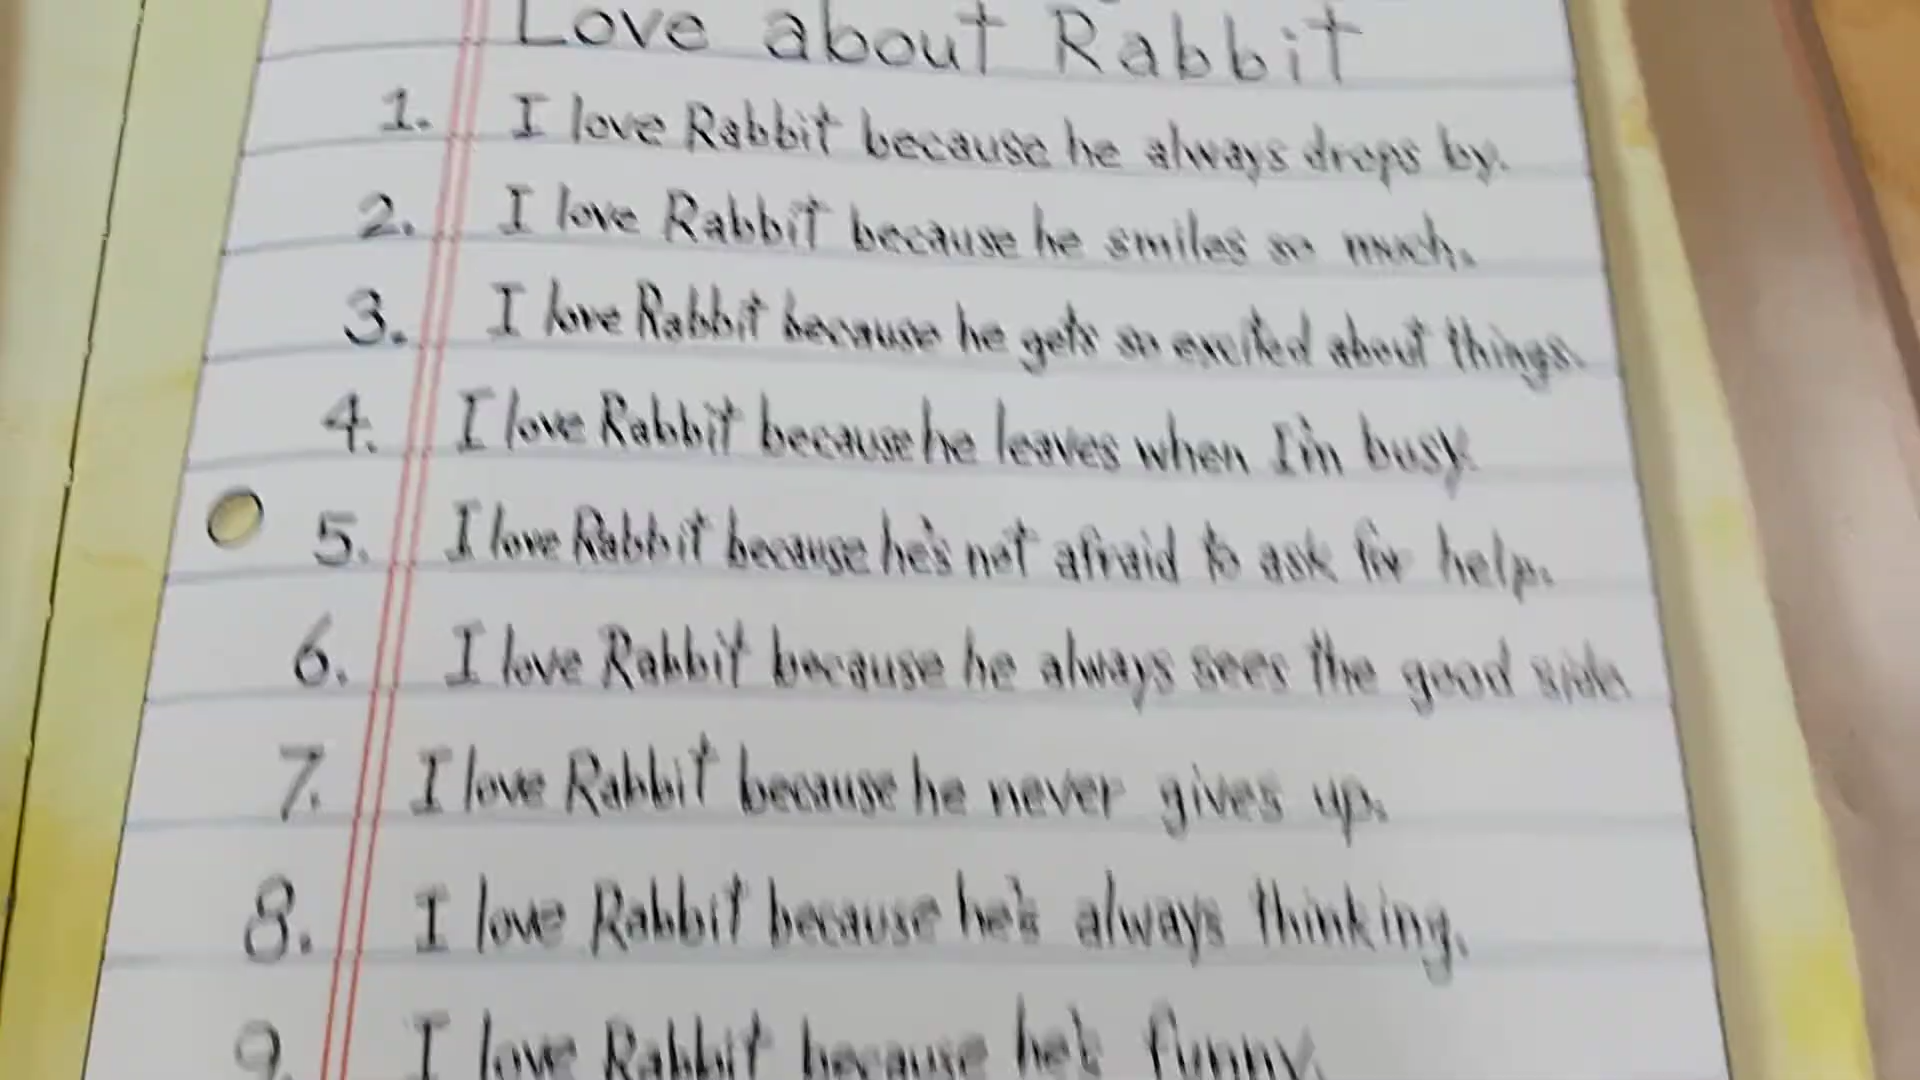 Love about Rabbit
1. I love Rabbit because he always drops by.
2. I love Rabbit because he smiles so much.
3. I love Rabbit because he gets so excited about things.
4. I love Rabbit because he leaves when I'm busy.
5. I love Rabbit because he's not afraid to ask for help.
6. I love Rabbit because he always sees the good side.
7. I love Rabbit because he never gives up.
8. I love Rabbit because he's always thinking.
9. I love Rabbit because he's funny.